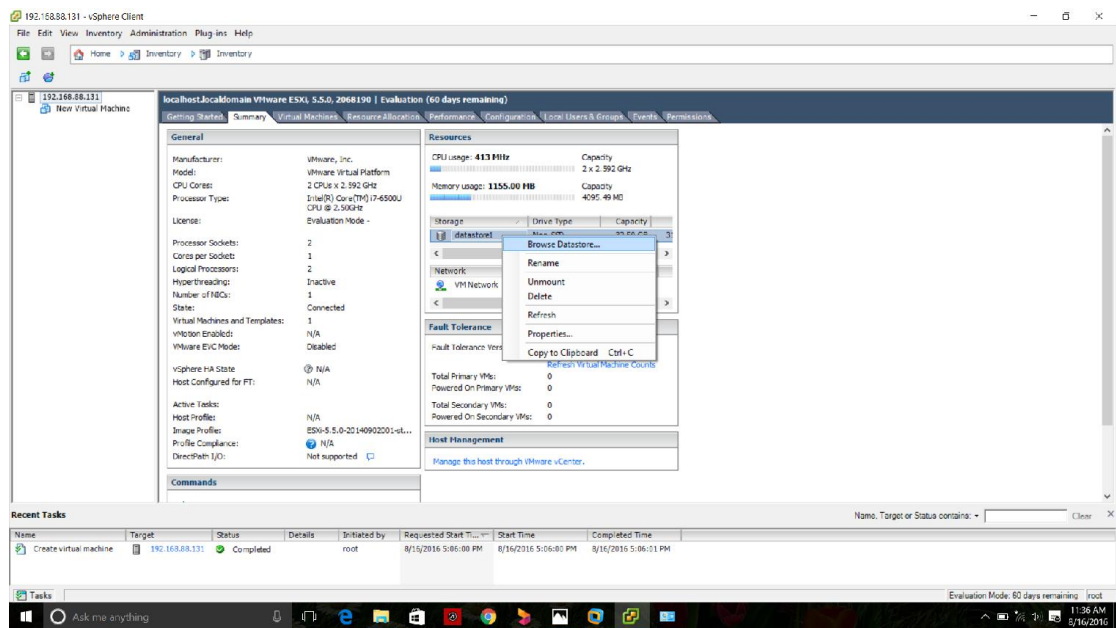 192.168.88.131 - vSphere Client
File Edit View Inventory Administration Plug-ins Help
Home Inventory Inventory
192.168.88.131
New Virtual Machine
localhost.localdomain VMware ESXi, 5.5.0, 2068190 | Evaluation (60 days remaining)
Getting Started Summary Virtual Machines Resource Allocation Performance Configuration Local Users & Groups Events Permissions
General
Manufacturer: VMware, Inc.
Model: VMware Virtual Platform
CPU Cores: 2 CPUs x 2.592 GHz
Processor Type: Intel(R) Core(TM) i7-6500U
CPU @ 2.50GHz
License: Evaluation Mode -
Processor Sockets: 2
Cores per Socket: 1
Logical Processors: 2
Hyperthreading: Inactive
Number of NICs: 1
State: Connected
Virtual Machines and Templates: 1
vMotion Enabled: N/A
VMware EVC Mode: Disabled
vSphere HA State N/A
Host Configured for FT: N/A
Active Tasks:
Host Profile: N/A
Image Profile: ESXi-5.5.0-20140902001-st...
Profile Compliance: N/A
DirectPath I/O: Not supported
Commands
Resources
CPU usage: 413 MHz Capacity
2 x 2.592 GHz
Memory usage: 1155.00 MB Capacity
4095.49 MB
Storage Drive Type Capacity
datastore1
Browse Datastore...
Rename
Unmount
Delete
Refresh
Properties...
Copy to Clipboard Ctrl+C
Network
VM Network
Fault Tolerance
Fault Tolerance Vers
Refresh Virtual Machine Counts
Total Primary VMs: 0
Powered On Primary VMs: 0
Total Secondary VMs: 0
Powered On Secondary VMs: 0
Host Management
Manage this host through VMware vCenter.
Recent Tasks
Name, Target or Status contains: Clear
Name Target Status Details Initiated by Requested Start Ti... Start Time Completed Time
Create virtual machine 192.168.88.131 Completed root 8/16/2016 5:06:00 PM 8/16/2016 5:06:00 PM 8/16/2016 5:06:01 PM
Tasks
Evaluation Mode: 60 days remaining root
Ask me anything
11:36 AM
8/16/2016